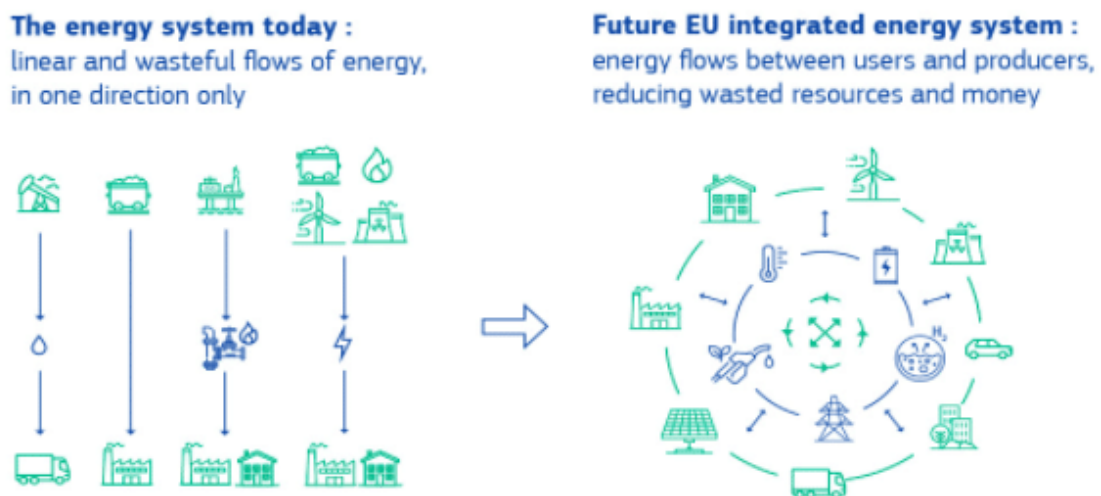 The energy system today :
linear and wasteful flows of energy,
in one direction only
Future EU integrated energy system :
energy flows between users and producers,
reducing wasted resources and money
H₂